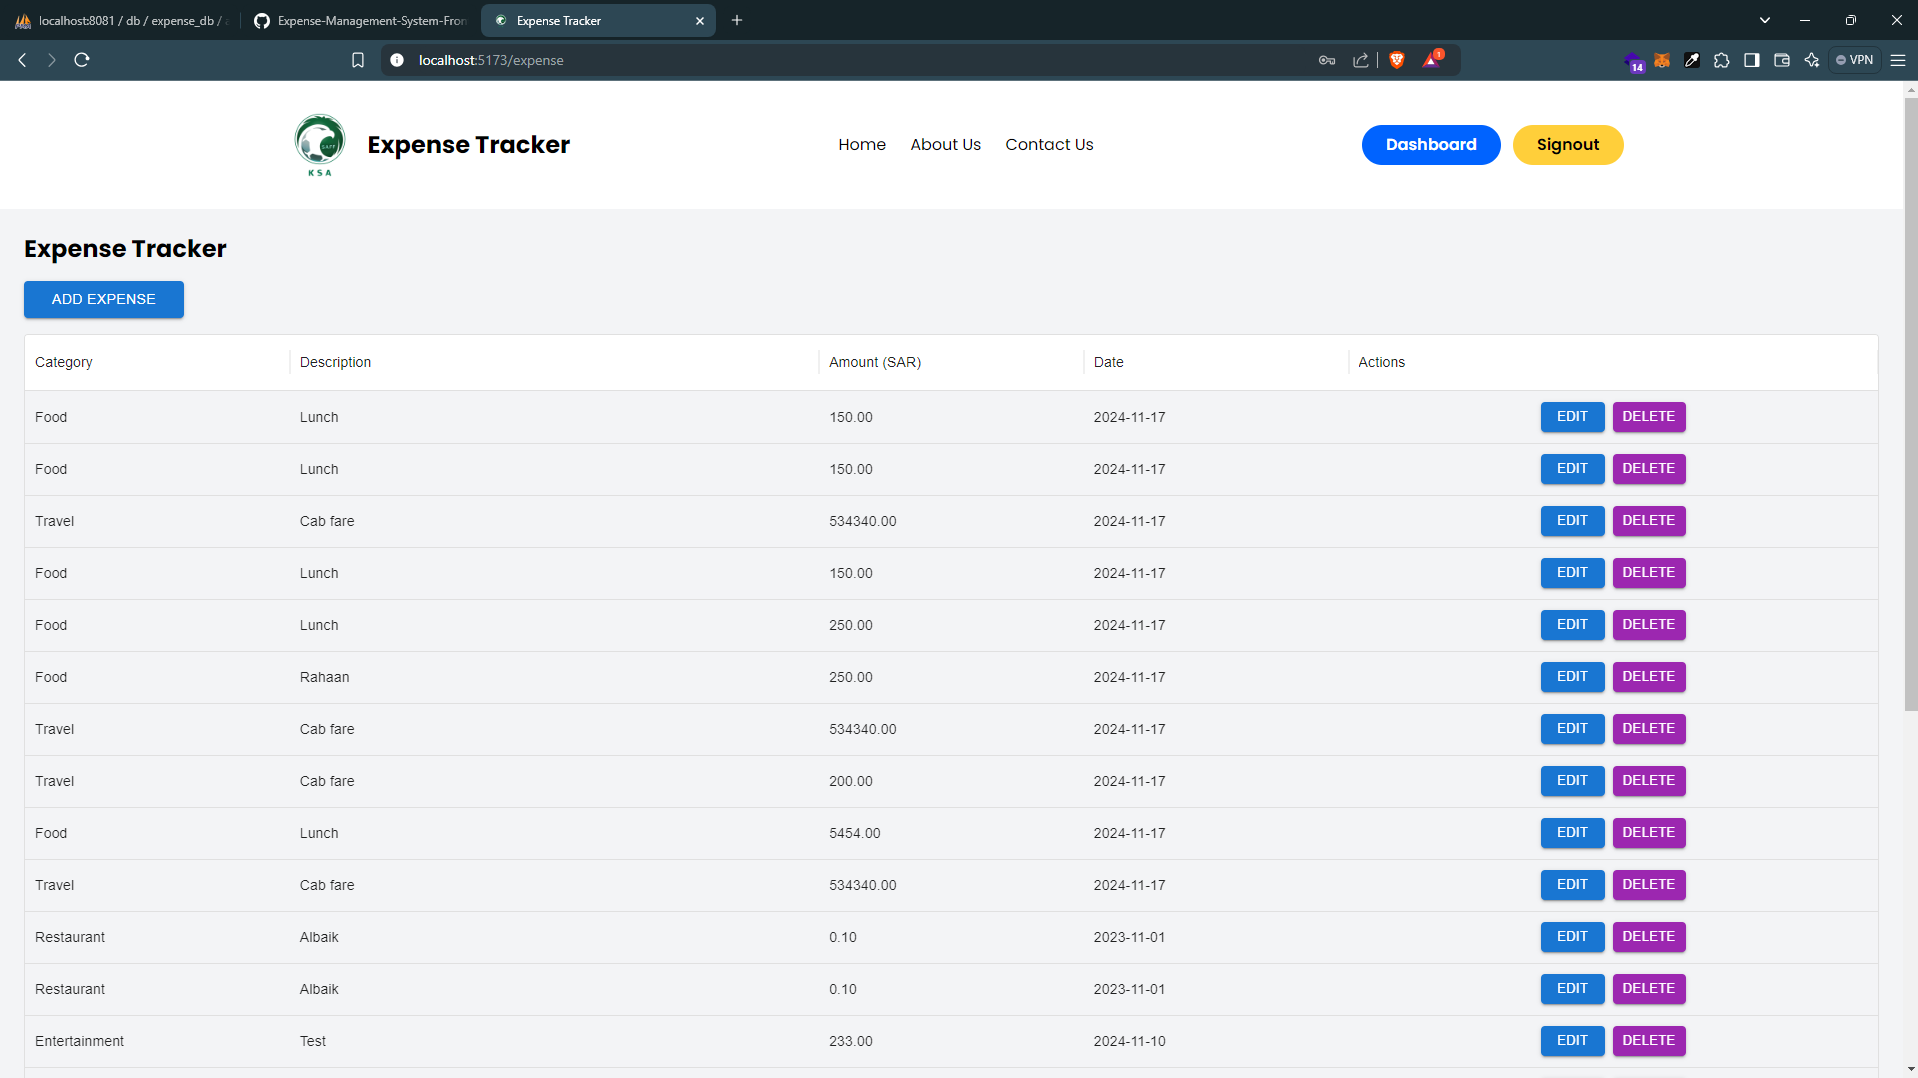 localhost:8081 / db / expense_db /
Expense-Management-System-Fron
Expense Tracker
localhost:5173/expense
1
14
VPN
SAFF
KSA
Expense Tracker
Home About Us Contact Us
Dashboard Signout
Expense Tracker
ADD EXPENSE
Category Description Amount (SAR) Date Actions
Food Lunch 150.00 2024-11-17 EDIT DELETE
Food Lunch 150.00 2024-11-17 EDIT DELETE
Travel Cab fare 534340.00 2024-11-17 EDIT DELETE
Food Lunch 150.00 2024-11-17 EDIT DELETE
Food Lunch 250.00 2024-11-17 EDIT DELETE
Food Rahaan 250.00 2024-11-17 EDIT DELETE
Travel Cab fare 534340.00 2024-11-17 EDIT DELETE
Travel Cab fare 200.00 2024-11-17 EDIT DELETE
Food Lunch 5454.00 2024-11-17 EDIT DELETE
Travel Cab fare 534340.00 2024-11-17 EDIT DELETE
Restaurant Albaik 0.10 2023-11-01 EDIT DELETE
Restaurant Albaik 0.10 2023-11-01 EDIT DELETE
Entertainment Test 233.00 2024-11-10 EDIT DELETE